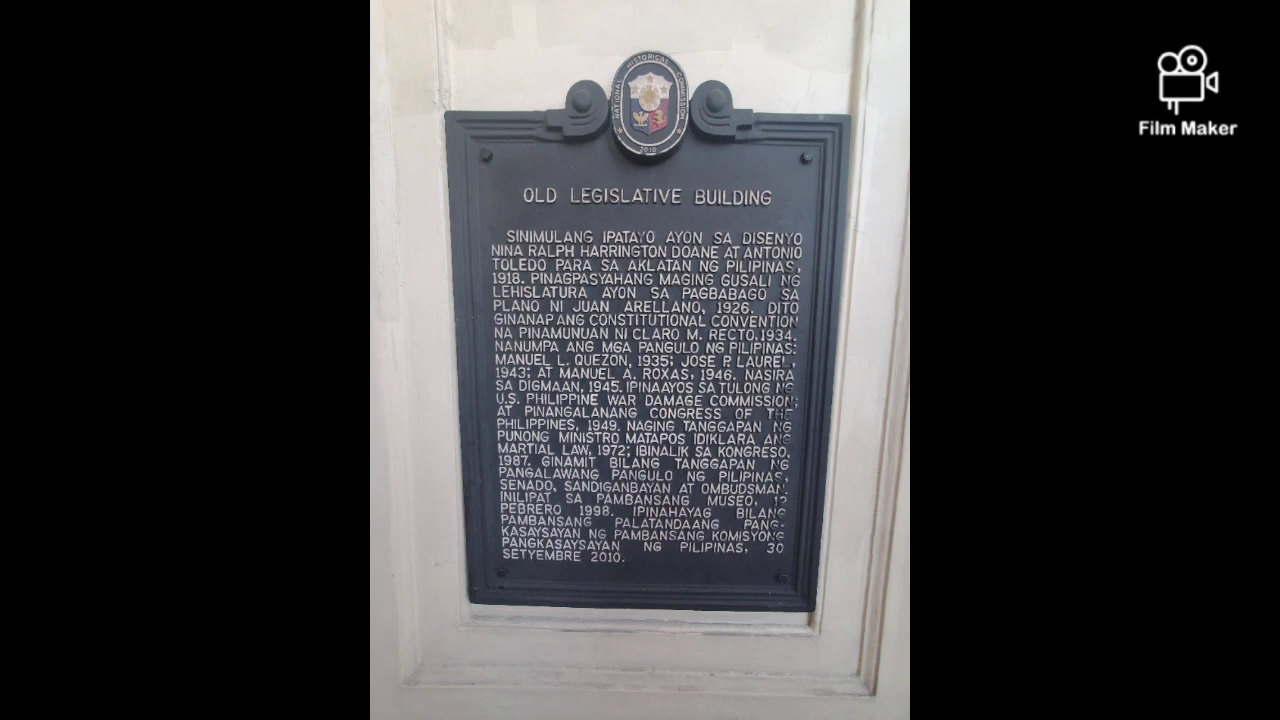 NATIONAL HISTORICAL COMMISSION
2010
Film Maker
OLD LEGISLATIVE BUILDING
SINIMULANG IPATAYO AYON SA DISENYO
NINA RALPH HARRINGTON DOANE AT ANTONIO
TOLEDO PARA SA AKLATAN NG PILIPINAS,
1918. PINAGPASYAHANG MAGING GUSALI NG
LEHISLATURA AYON SA PAGBABAGO SA
PLANO NI JUAN ARELLANO, 1926. DITO
GINANAP ANG CONSTITUTIONAL CONVENTION
NA PINAMUNUAN NI CLARO M. RECTO,1934.
NANUMPA ANG MGA PANGULO NG PILIPINAS:
MANUEL L. QUEZON, 1935; JOSE P. LAUREL,
1943; AT MANUEL A. ROXAS, 1946. NASIRA
SA DIGMAAN, 1945. IPINAAYOS SA TULONG NG
U.S. PHILIPPINE WAR DAMAGE COMMISSION;
AT PINANGALANANG CONGRESS OF THE
PHILIPPINES, 1949. NAGING TANGGAPAN NG
PUNONG MINISTRO MATAPOS IDIKLARA ANG
MARTIAL LAW, 1972; IBINALIK SA KONGRESO,
1987. GINAMIT BILANG TANGGAPAN NG
PANGALAWANG PANGULO NG PILIPINAS,
SENADO, SANDIGANBAYAN AT OMBUDSMAN.
INILIPAT SA PAMBANSANG MUSEO,
PEBRERO 1998. IPINAHAYAG BILANG
PAMBANSANG PALATANDAANG PANG-
KASAYSAYAN NG PAMBANSANG KOMISYONG
PANGKASAYSAYAN NG PILIPINAS, 30
SETYEMBRE 2010.